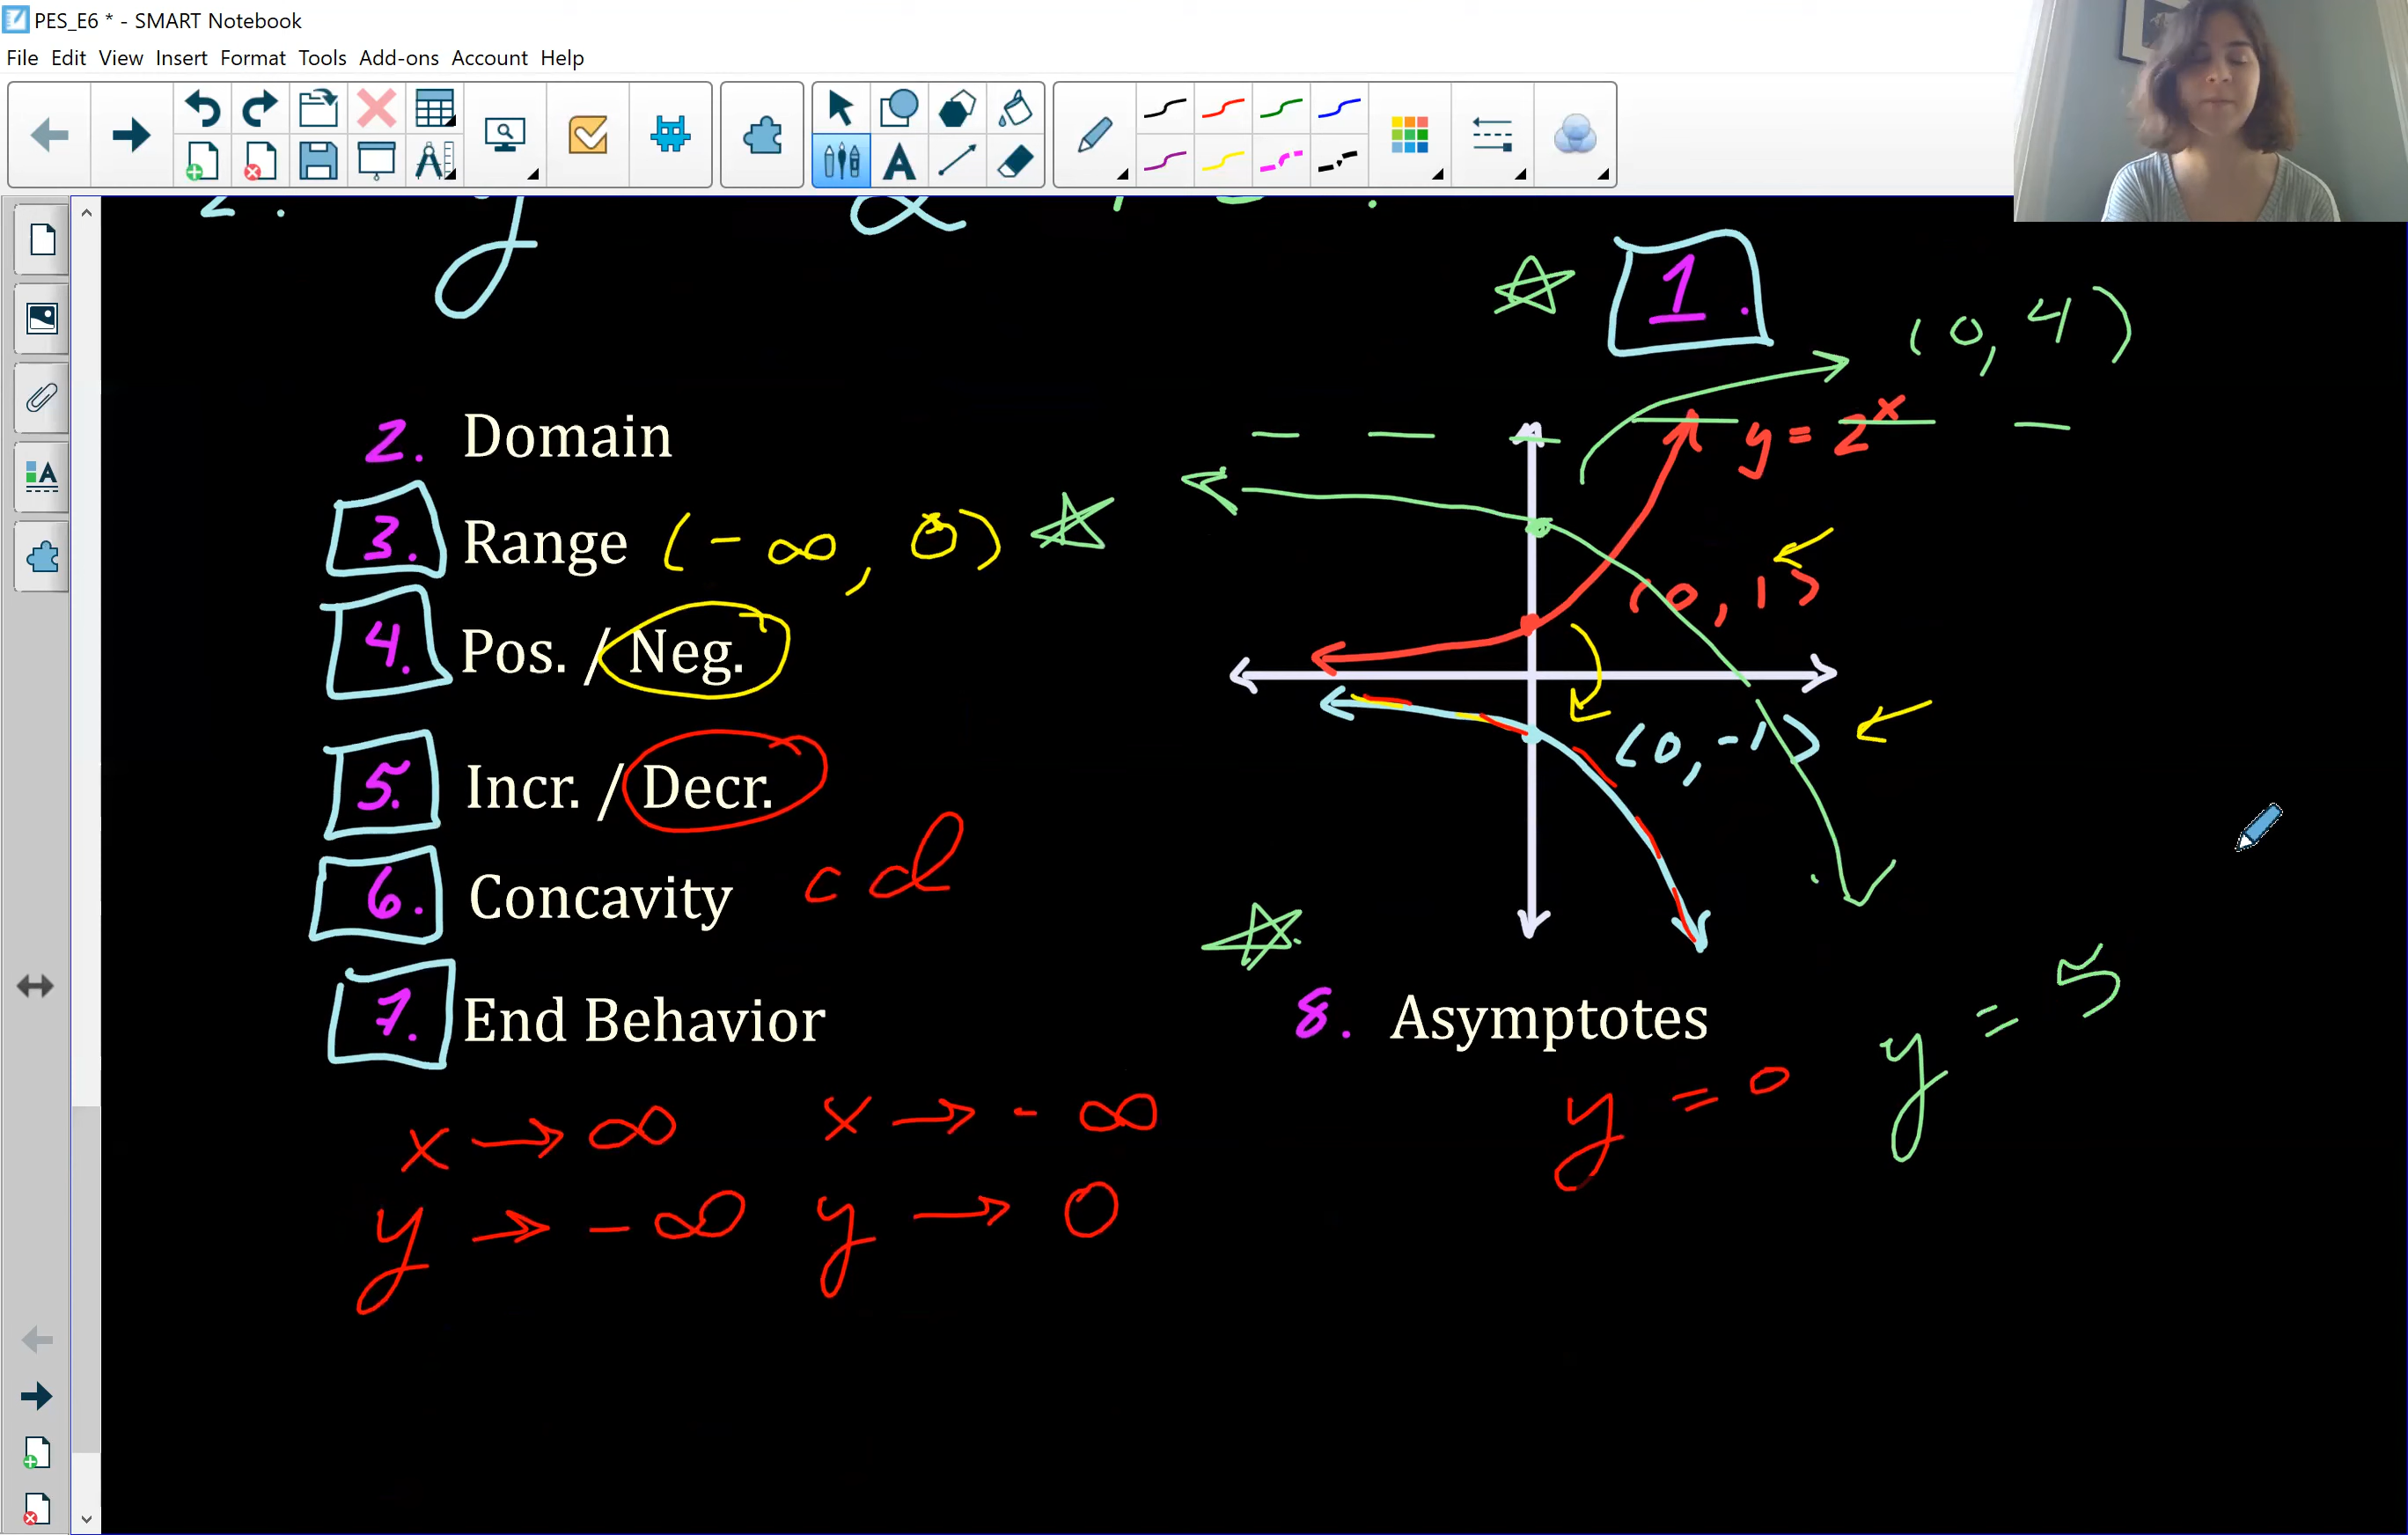 PES_E6 * - SMART Notebook
File Edit View Insert Format Tools Add-ons Account Help
1.
(0, 4)
2. Domain
y = 2^x
3. Range (-∞, 0)
(0, 1)
4. Pos. / Neg.
(0, -1)
5. Incr. / Decr.
6. Concavity cd
7. End Behavior
8. Asymptotes
y = 0
y = 5
x → ∞ x → -∞
y → -∞ y → 0